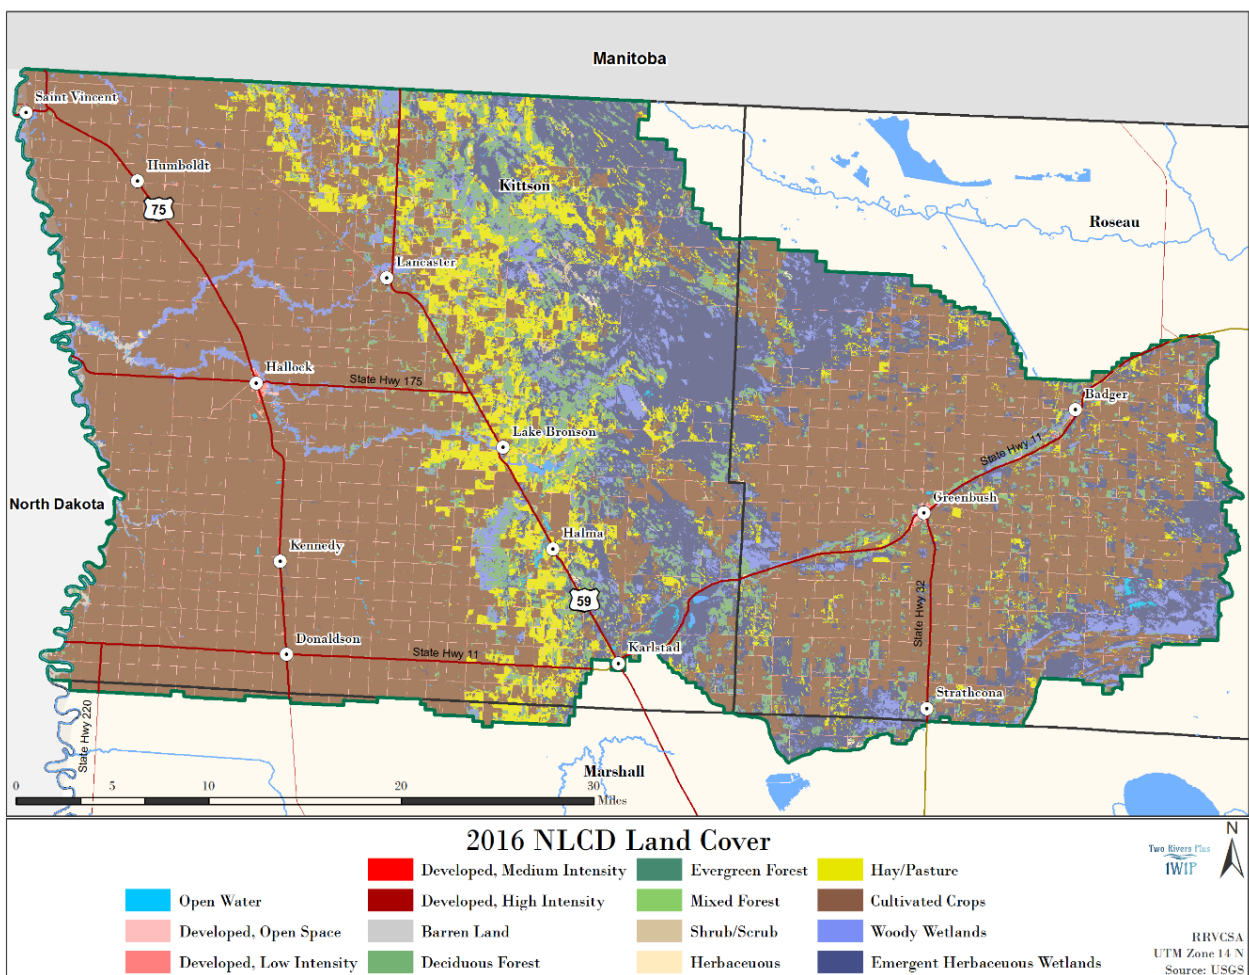 Manitoba
Saint Vincent
Humboldt
75
Kittson
Roseau
Lancaster
Hallock
State Hwy 175
Badger
Lake Bronson
State Hwy 11
North Dakota
Greenbush
Halma
Kennedy
59
State Hwy 32
Donaldson
State Hwy 11
Karlstad
Strathcona
State Hwy 220
Marshall
0 5 10 20 30
Miles
2016 NLCD Land Cover
N
Developed, Medium Intensity
Evergreen Forest
Hay/Pasture
Two Rivers Plus
1W1P
Open Water
Developed, High Intensity
Mixed Forest
Cultivated Crops
Developed, Open Space
Barren Land
Shrub/Scrub
Woody Wetlands
Developed, Low Intensity
Deciduous Forest
Herbaceuous
Emergent Herbaceuous Wetlands
RRVCSA
UTM Zone 14 N
Source: USGS